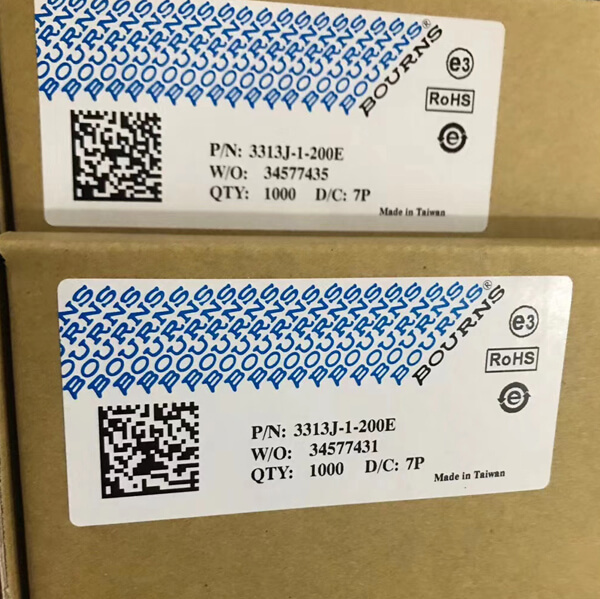 BOURNS®
e3
RoHS
e
P/N: 3313J-1-200E
W/O: 34577435
QTY: 1000 D/C: 7P
Made in Taiwan
BOURNS®
e3
RoHS
e
P/N: 3313J-1-200E
W/O: 34577431
QTY: 1000 D/C: 7P
Made in Taiwan